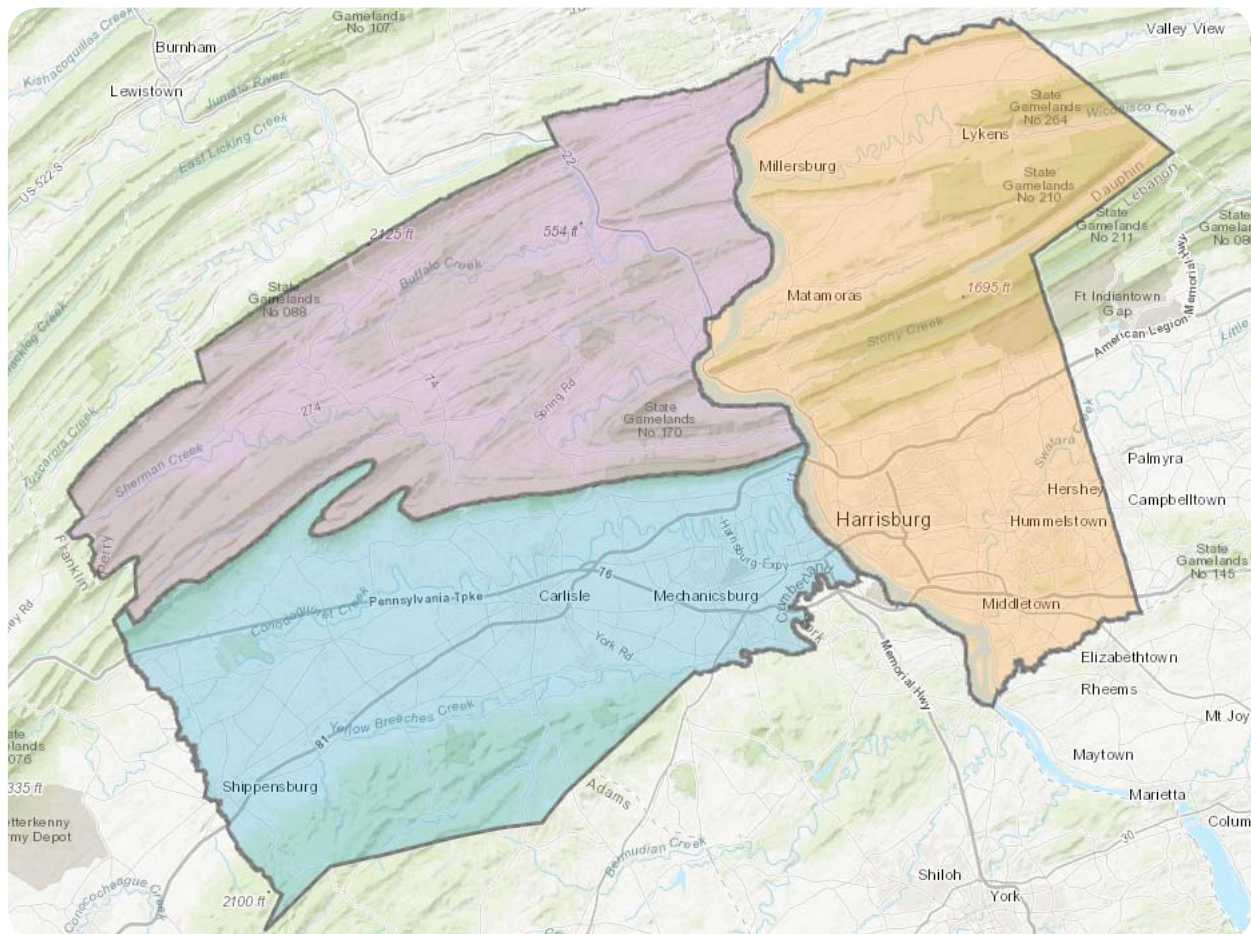 Kishacoquillas Creek
Gamelands
No 107
Valley View
Burnham
Lewistown
Juniata River
State
Gamelands
No 264
Wiconisco Creek
East Licking Creek
Lykens
US-522-S
22
Millersburg
State
Gamelands
No 210
Dauphin
Lebanon
State
Gamelands
No 211
2125 ft
554 ft
Buffalo Creek
State
Gamelands
No 088
Matamoras
1695 ft
Ft Indiantown
Gap
Memorial Hwy
American Legion
Stony Creek
Little
74
Spring Rd
274
State
Gamelands
No 170
Tuscarora Creek
Sherman Creek
Swatara Creek
Palmyra
Hershey
Campbelltown
11
Harrisburg
Hummelstown
Harrisburg-Expy
Franklin
Perry
State
Gamelands
No 145
76
Cumberland
York
Pennsylvania-Tpke
Carlisle
Mechanicsburg
Middletown
Conodoguinet Creek
York Rd
Memorial Hwy
Elizabethtown
Rheems
Mt Joy
Yellow Breeches Creek
81
Maytown
Shippensburg
Adams
Marietta
335 ft
etterkenny
rmy Depot
Colum
30
Bermudian Creek
Shiloh
York
2100 ft
Conococheague Creek